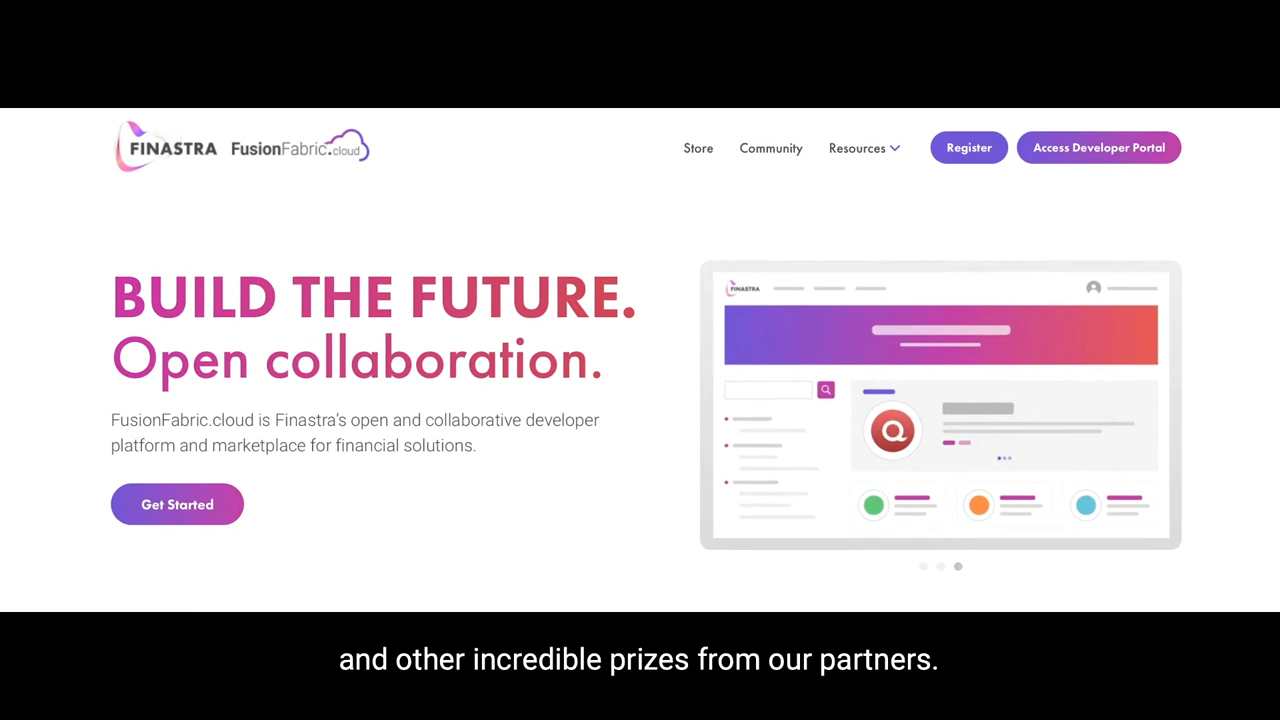 FINASTRA FusionFabric.cloud
Store Community Resources Register Access Developer Portal
BUILD THE FUTURE.
Open collaboration.
FusionFabric.cloud is Finastra's open and collaborative developer
platform and marketplace for financial solutions.
Get Started
FINASTRA
and other incredible prizes from our partners.